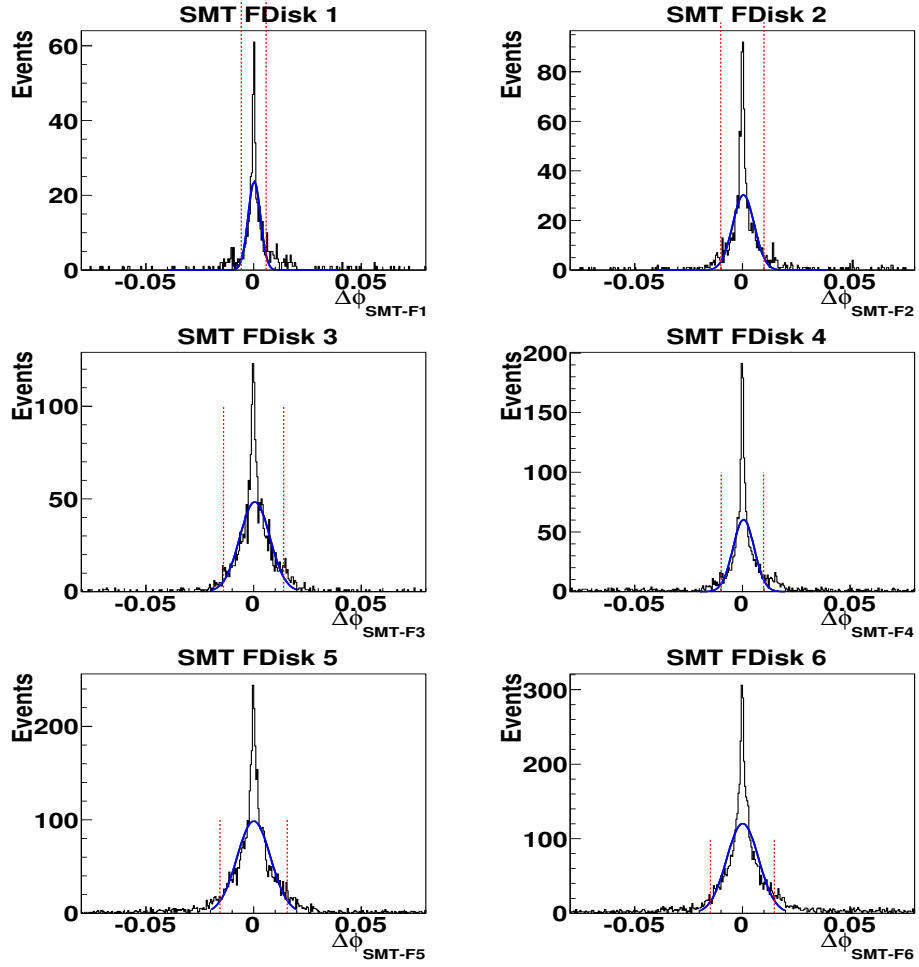 SMT FDisk 1
Events
60
40
20
0
-0.05 0 0.05
Δϕ SMT-F1
SMT FDisk 2
Events
80
60
40
20
0
-0.05 0 0.05
Δϕ SMT-F2
SMT FDisk 3
Events
100
50
0
-0.05 0 0.05
Δϕ SMT-F3
SMT FDisk 4
Events
200
150
100
50
0
-0.05 0 0.05
Δϕ SMT-F4
SMT FDisk 5
Events
200
100
0
-0.05 0 0.05
Δϕ SMT-F5
SMT FDisk 6
Events
300
200
100
0
-0.05 0 0.05
Δϕ SMT-F6